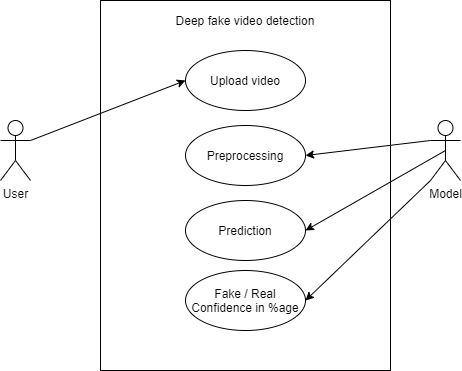 Deep fake video detection
Upload video
Preprocessing
User
Model
Prediction
Fake / Real
Confidence in %age